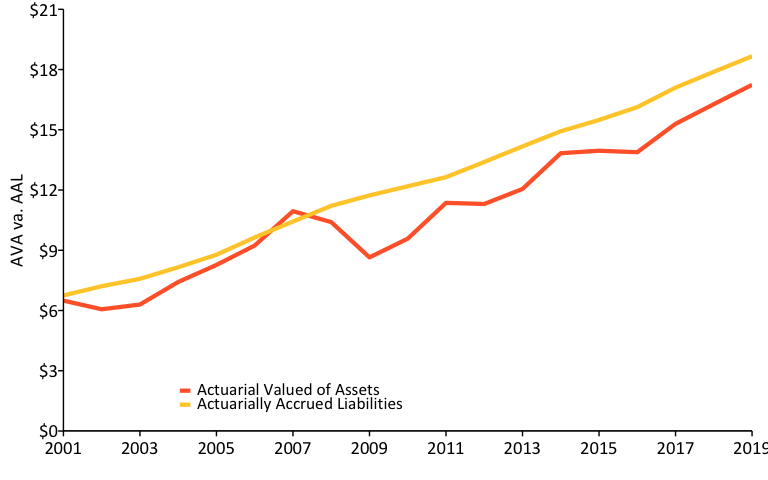 $21
$18
$15
$12
$9
$6
$3
$0
AVA va. AAL
Actuarial Valued of Assets
Actuarially Accrued Liabilities
2001 2003 2005 2007 2009 2011 2013 2015 2017 2019